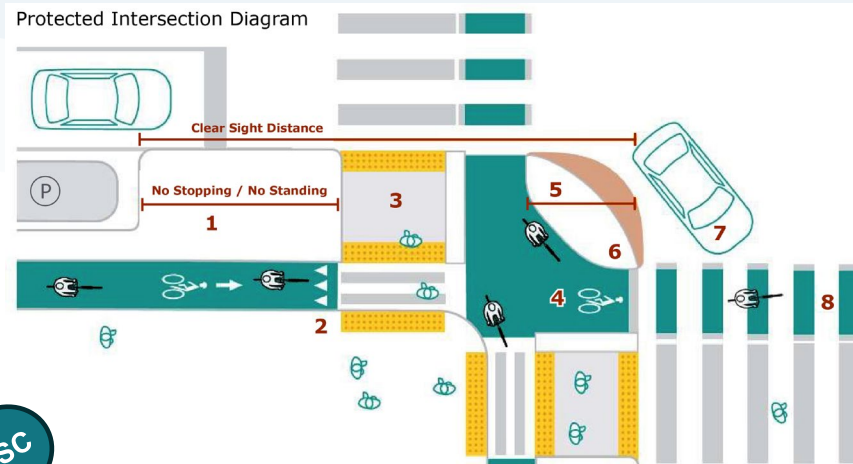 Protected Intersection Diagram
Clear Sight Distance
P
No Stopping / No Standing
1
3
5
6
7
4
8
2
SC